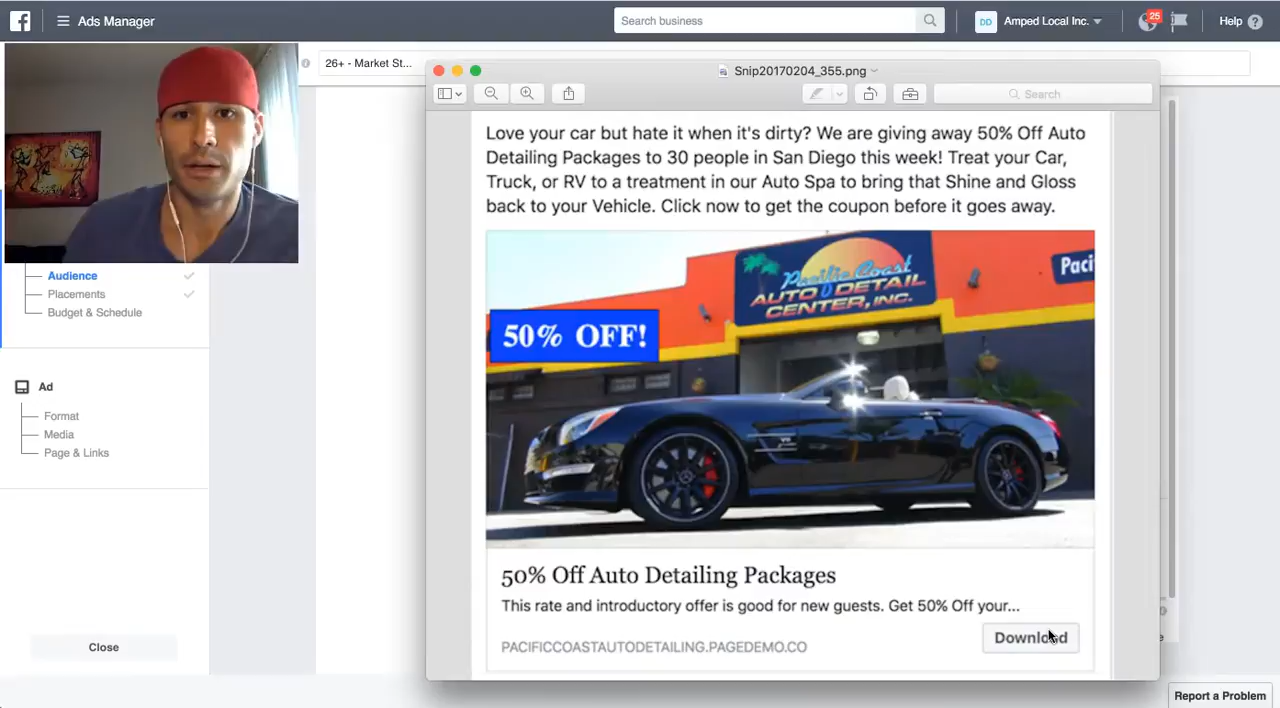 Ads Manager
Search business
DD
Amped Local Inc.
25
Help
26+ - Market St...
Snip20170204_355.png
Search
Love your car but hate it when it's dirty? We are giving away 50% Off Auto
Detailing Packages to 30 people in San Diego this week! Treat your Car,
Truck, or RV to a treatment in our Auto Spa to bring that Shine and Gloss
back to your Vehicle. Click now to get the coupon before it goes away.
Pacific Coast
AUTO DETAIL
CENTER, INC.
Paci
50% OFF!
50% Off Auto Detailing Packages
This rate and introductory offer is good for new guests. Get 50% Off your...
PACIFICCOASTAUTODETAILING.PAGEDEMO.CO
Download
Audience
Placements
Budget & Schedule
Ad
Format
Media
Page & Links
Close
Report a Problem